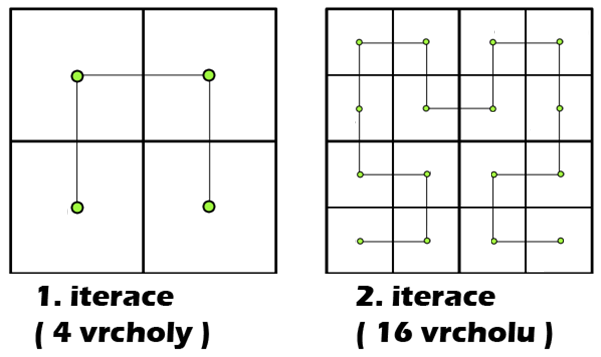 1. iterace
( 4 vrcholy )
2. iterace
( 16 vrcholu )